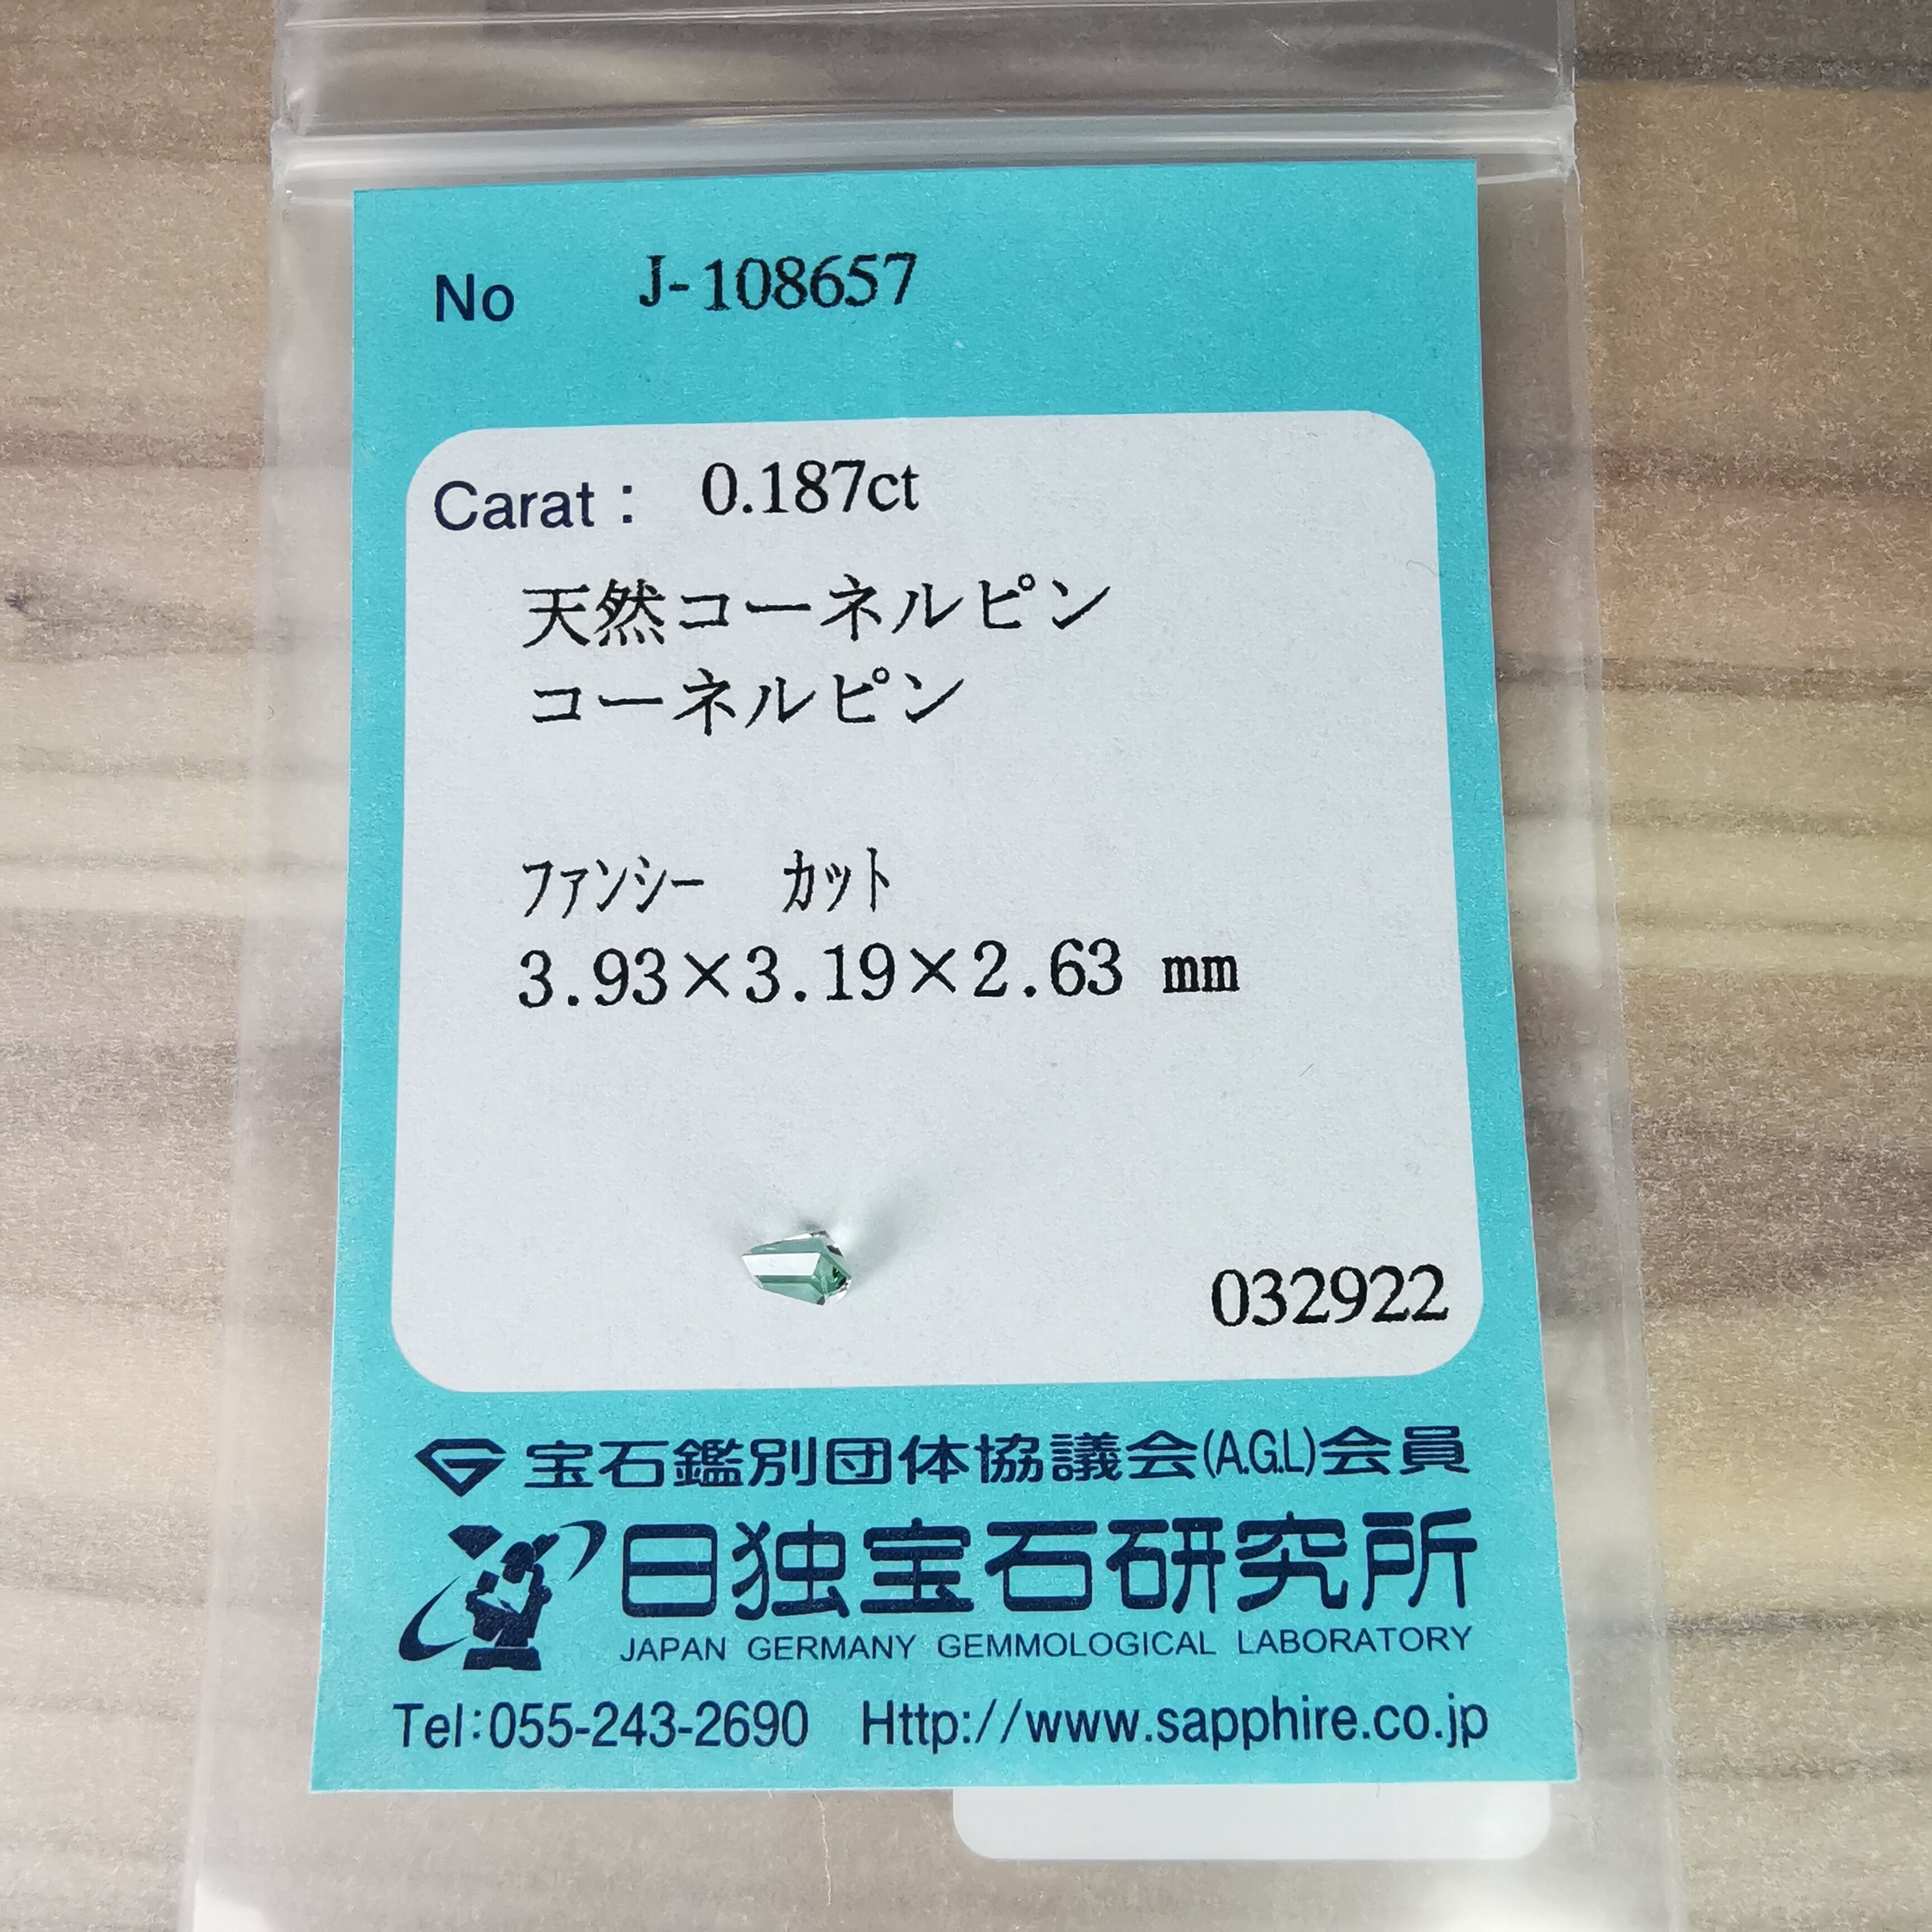 No J-108657
Carat : 0.187ct
天然コーネルピン
コーネルピン
ファンシー カット
3.93×3.19×2.63 mm
032922
宝石鑑別団体協議会(A.G.L)会員
日独宝石研究所
JAPAN GERMANY GEMMOLOGICAL LABORATORY
Tel:055-243-2690 Http://www.sapphire.co.jp